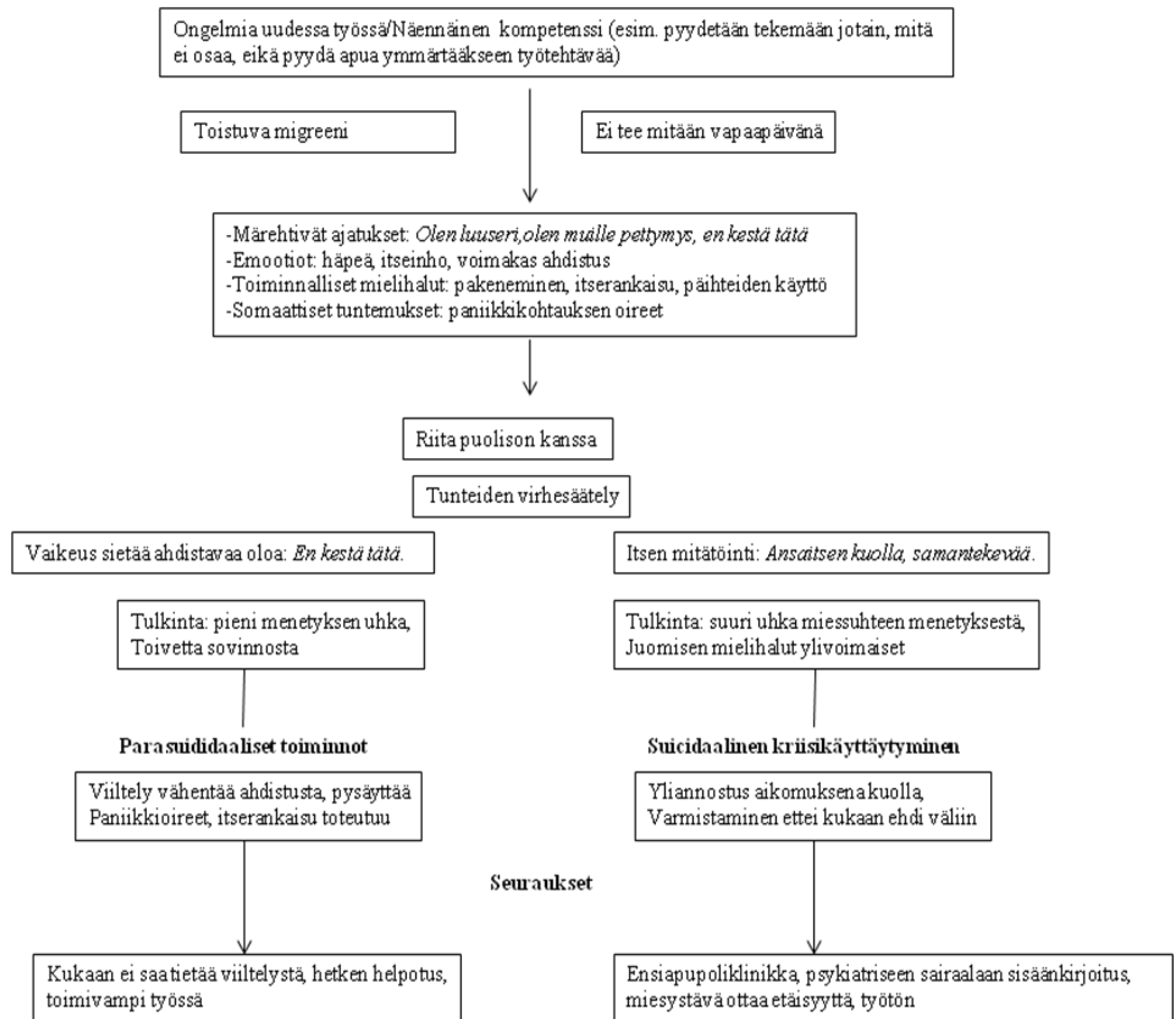 Ongelmia uudessa työssä/Näennäinen kompetenssi (esim. pyydetään tekemään jotain, mitä
ei osaa, eikä pyydä apua ymmärtääkseen työtehtävää)
Toistuva migreeni
Ei tee mitään vapaapäivänä
-Märehtivät ajatukset: Olen luuseri,olen muille pettymys, en kestä tätä
-Emootiot: häpeä, itseinho, voimakas ahdistus
-Toiminnalliset mielihalut: pakeneminen, itserankaisu, päihteiden käyttö
-Somaattiset tuntemukset: paniikkikohtauksen oireet
Riita puolison kanssa
Tunteiden virhesäätely
Vaikeus sietää ahdistavaa oloa: En kestä tätä.
Itsen mitätöinti: Ansaitsen kuolla, samantekevää.
Tulkinta: pieni menetyksen uhka,
Toivetta sovinnosta
Tulkinta: suuri uhka miessuhteen menetyksestä,
Juomisen mielihalut ylivoimaiset
Parasuididaaliset toiminnot
Suicidaalinen kriisikäyttäytyminen
Viiltely vähentää ahdistusta, pysäyttää
Paniikkioireet, itserankaisu toteutuu
Yliannostus aikomuksena kuolla,
Varmistaminen ettei kukaan ehdi väliin
Seuraukset
Kukaan ei saa tietää viiltelystä, hetken helpotus,
toimivampi työssä
Ensiapupoliklinikka, psykiatriseen sairaalaan sisäänkirjoitus,
miesystävä ottaa etäisyyttä, työtön